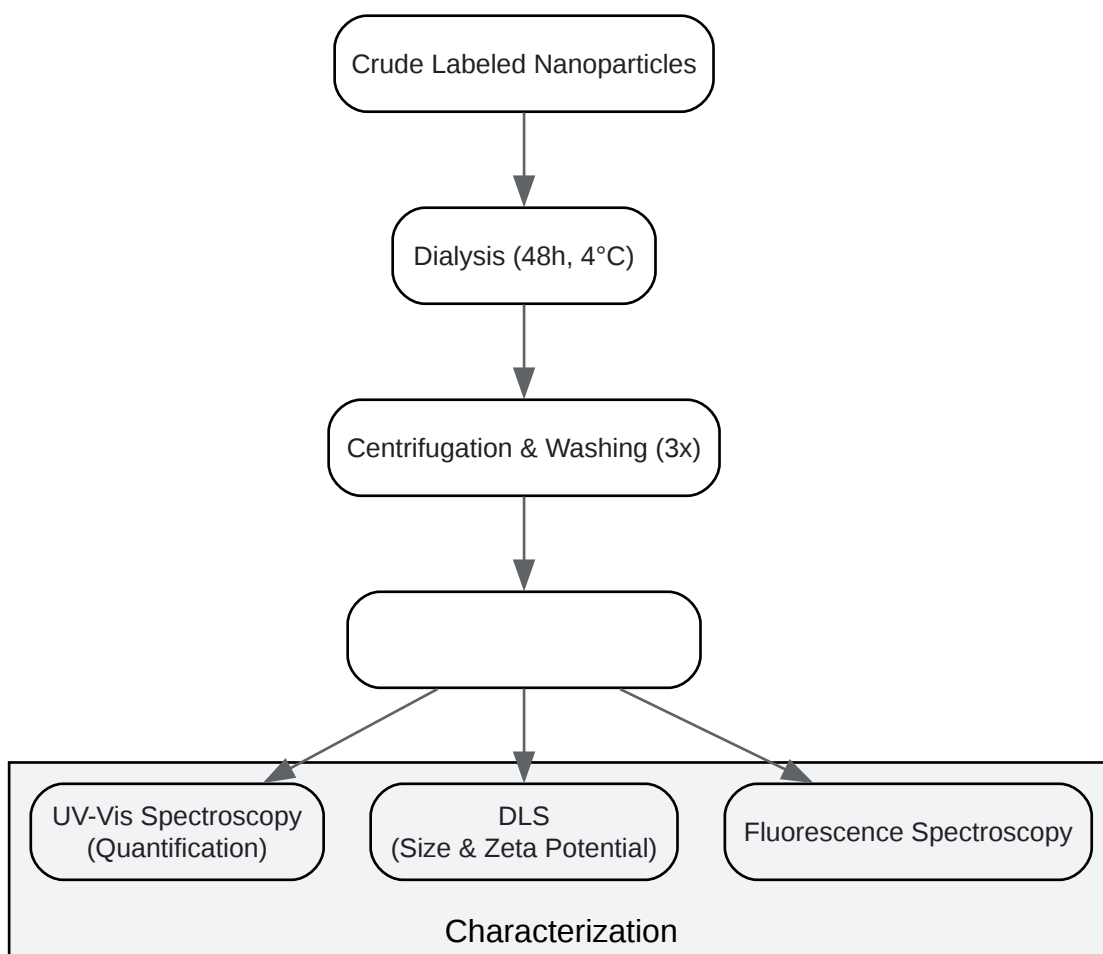 Crude Labeled Nanoparticles
Dialysis (48h, 4°C)
Centrifugation & Washing (3x)
UV-Vis Spectroscopy
(Quantification)
DLS
(Size & Zeta Potential)
Fluorescence Spectroscopy
Characterization